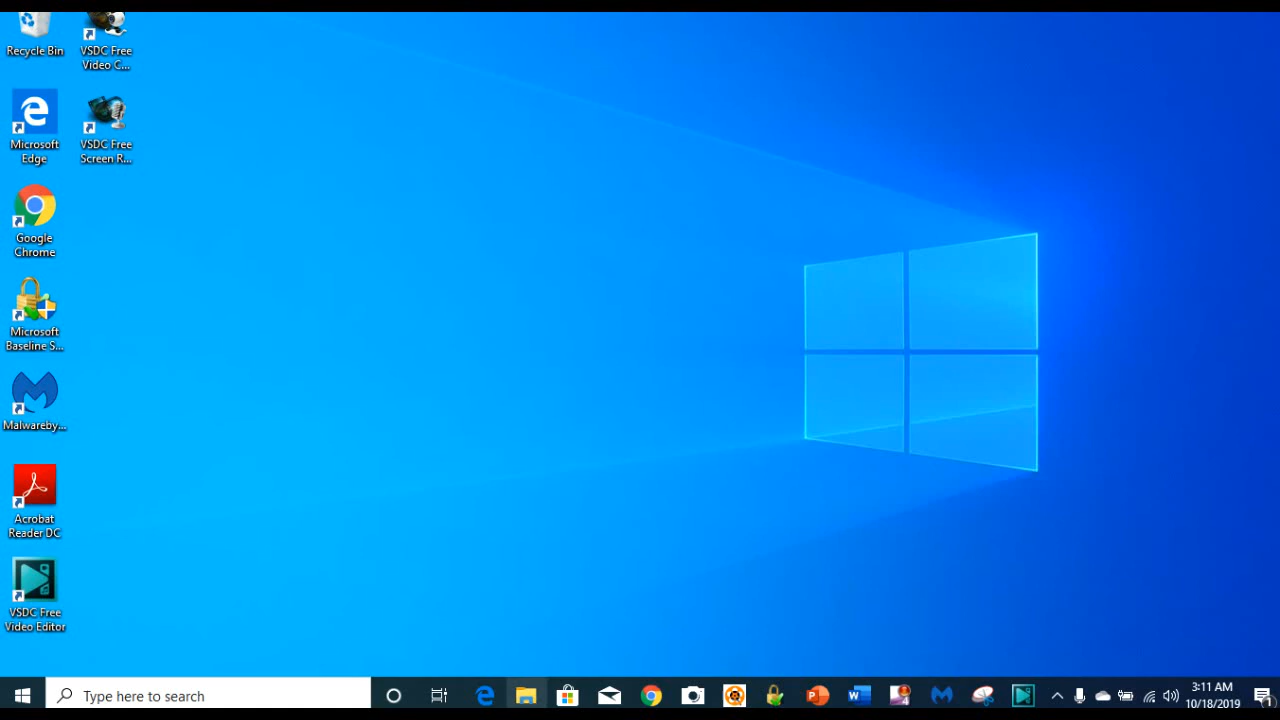 Recycle Bin
VSDC Free
Video C...
Microsoft
Edge
VSDC Free
Screen R...
Google
Chrome
Microsoft
Baseline S...
Malwareby...
Acrobat
Reader DC
VSDC Free
Video Editor
Type here to search
3:11 AM
10/18/2019